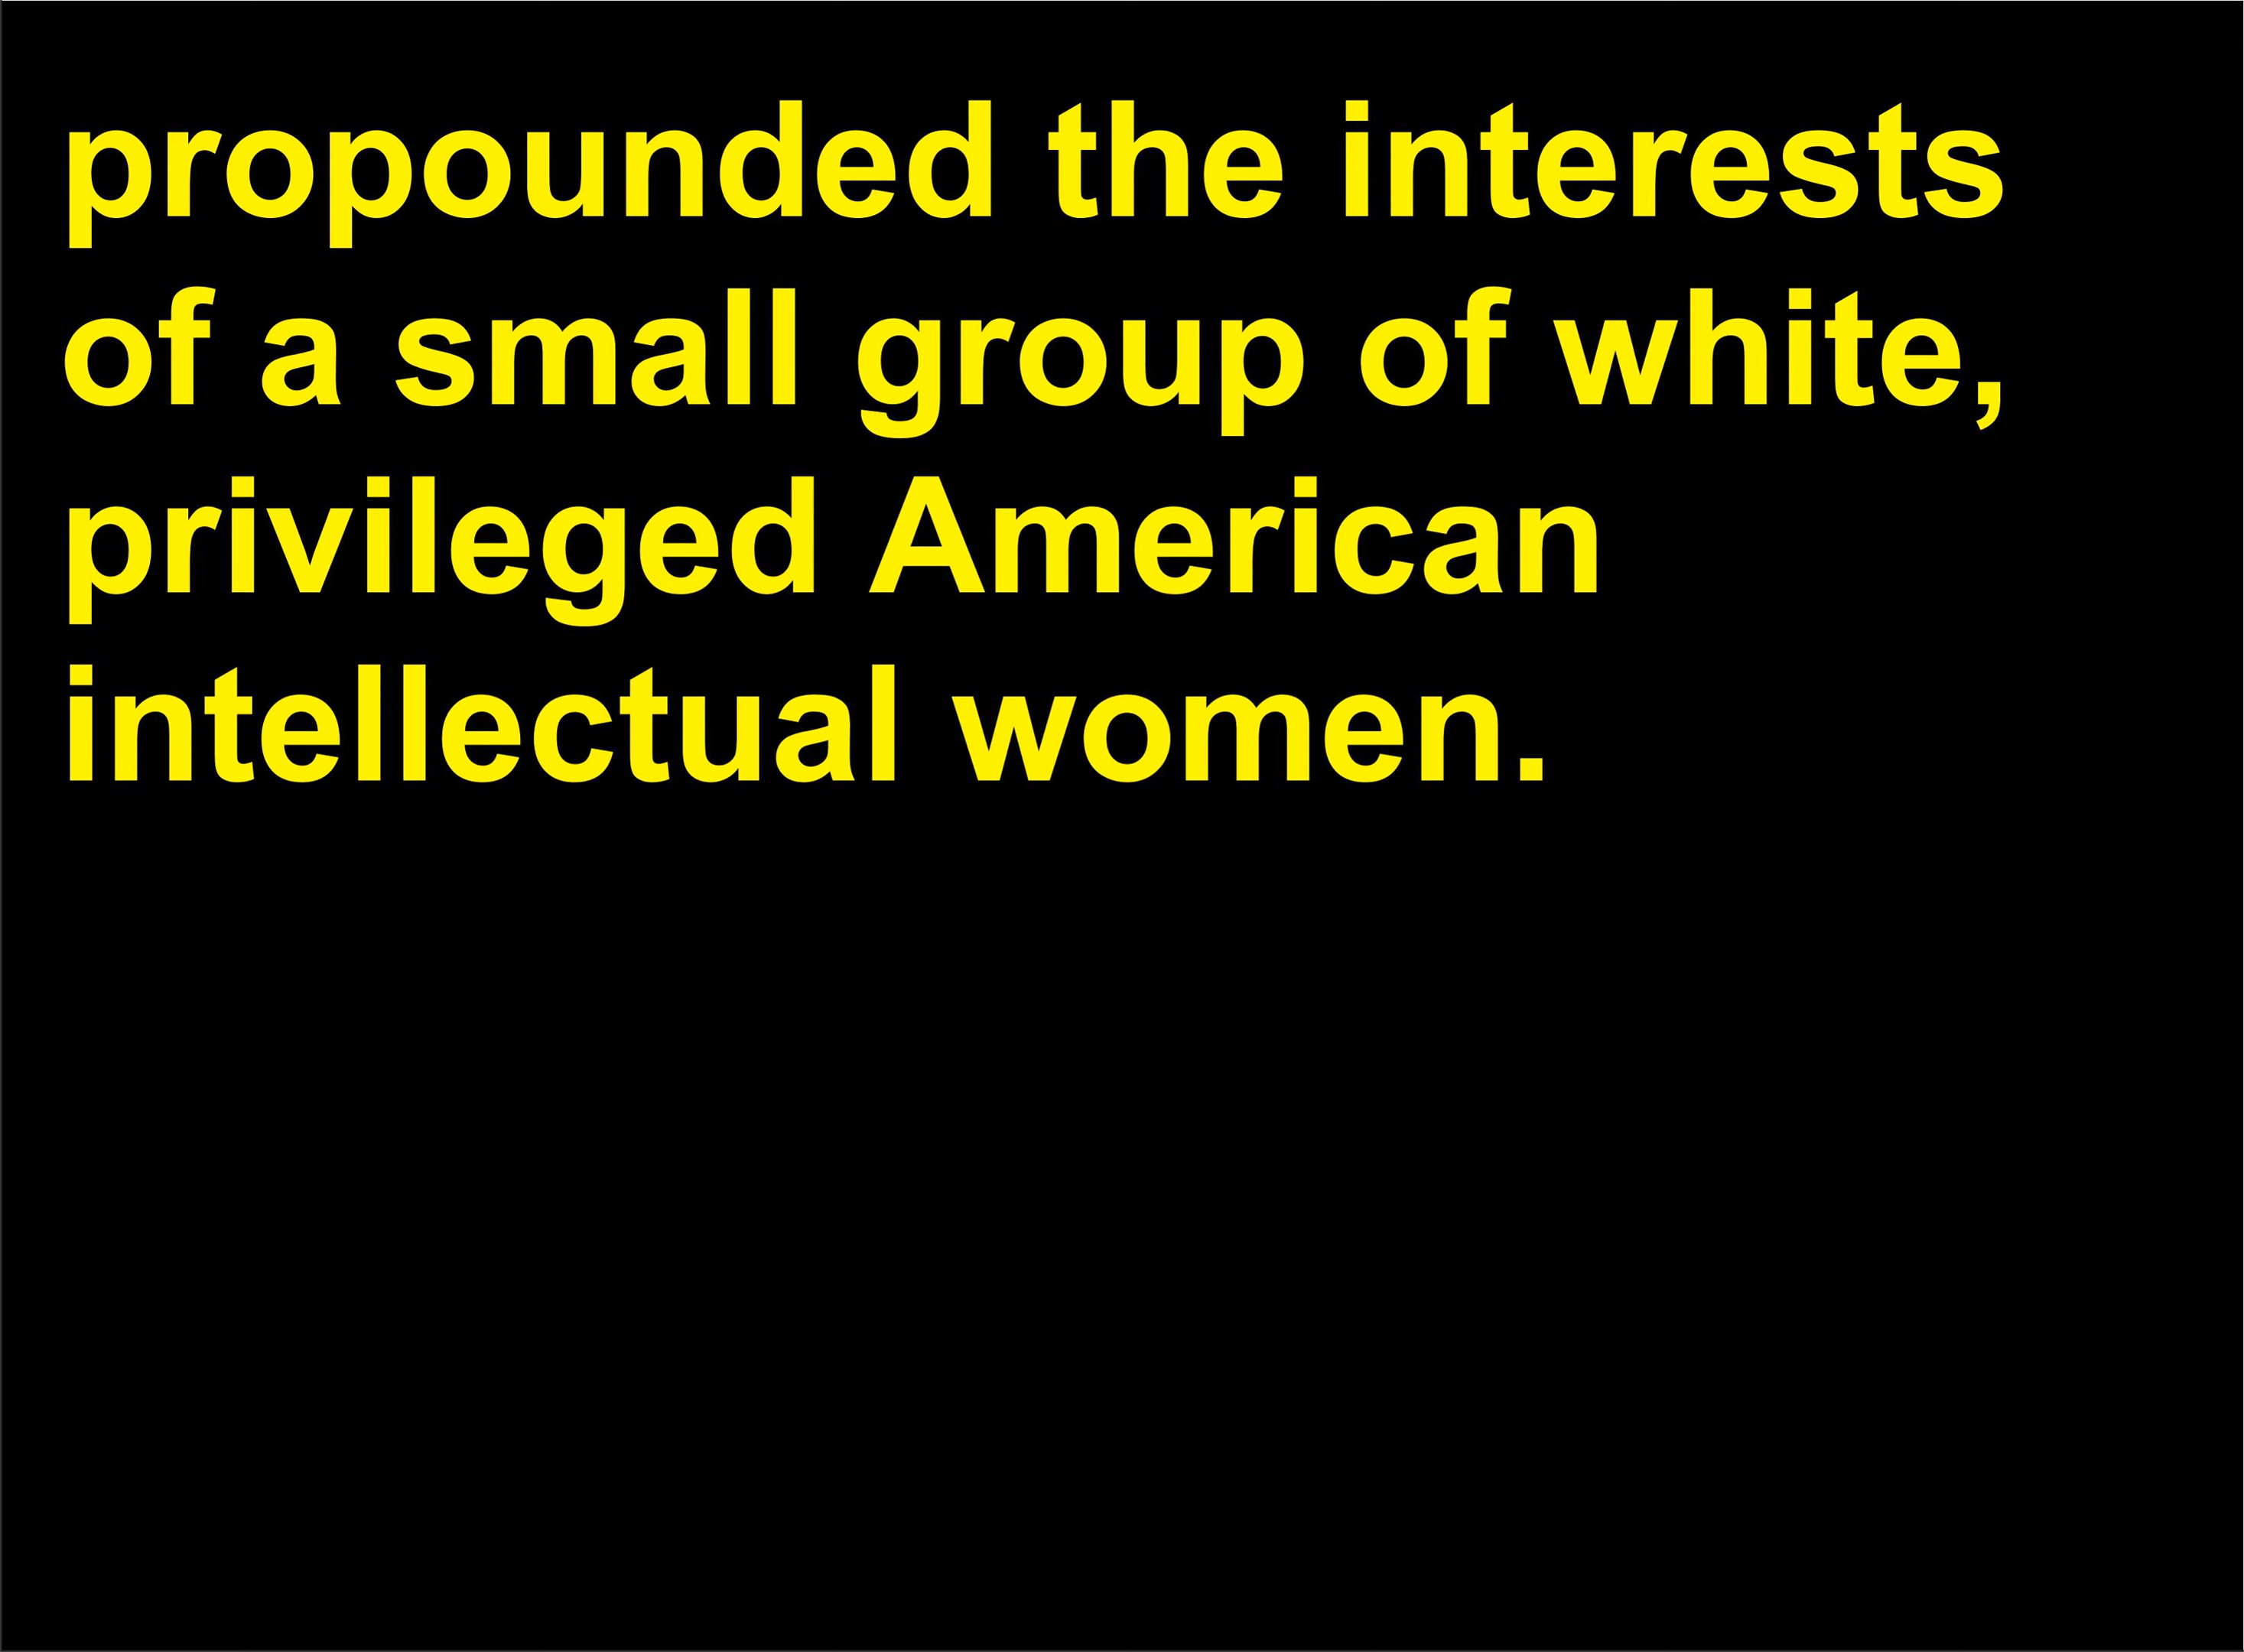 propounded the interests
of a small group of white,
privileged American
intellectual women.